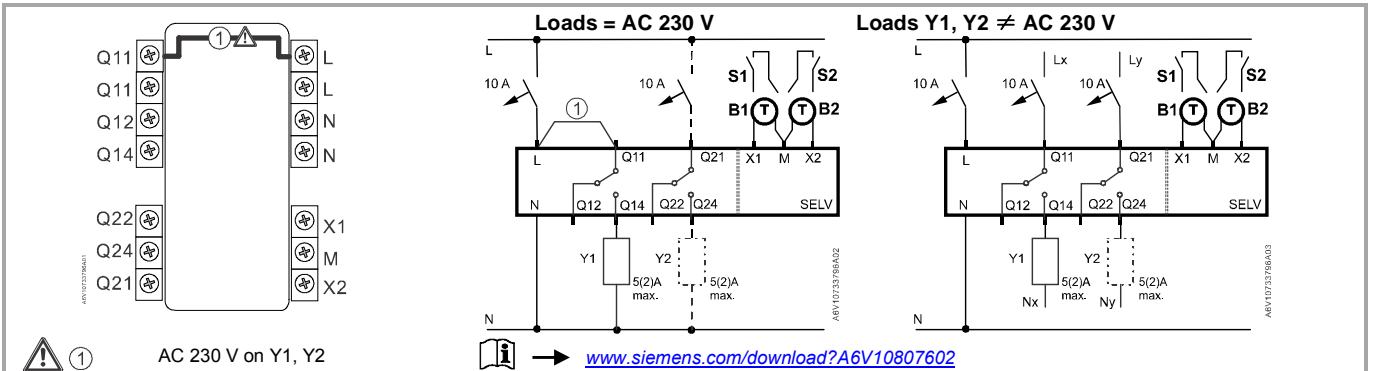 ① ⚠
Q11 L
Q11 L
Q12 N
Q14 N
Q22 X1
Q24 M
Q21 X2
A6V10733796A01
⚠ ① AC 230 V on Y1, Y2
Loads = AC 230 V
L
10 A 10 A
①
S1 S2
B1 T T B2
L Q11 Q21 X1 M X2
N Q12 Q14 Q22 Q24 SELV
Y1 Y2
5(2)A 5(2)A
max. max.
N
A6V10733796A02
Loads Y1, Y2 ≠ AC 230 V
L Lx Ly
10 A 10 A 10 A
S1 S2
B1 T T B2
L Q11 Q21 X1 M X2
N Q12 Q14 Q22 Q24 SELV
Y1 Y2
5(2)A 5(2)A
max. max.
Nx Ny
N
A6V10733796A03
i → www.siemens.com/download?A6V10807602